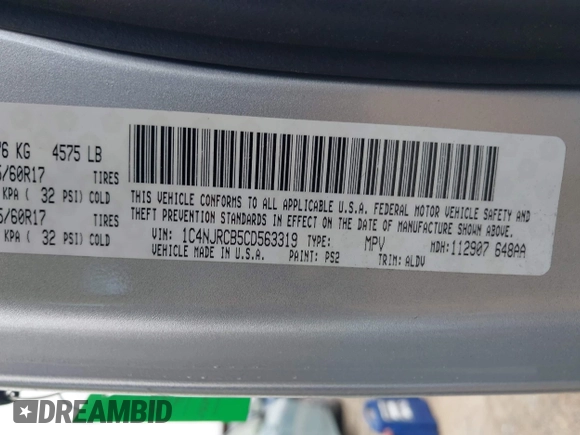 76 KG 4575 LB
/60R17 TIRES
KPA ( 32 PSI) COLD
/60R17 TIRES
KPA ( 32 PSI) COLD
THIS VEHICLE CONFORMS TO ALL APPLICABLE U.S.A. FEDERAL MOTOR VEHICLE SAFETY AND
THEFT PREVENTION STANDARDS IN EFFECT ON THE DATE OF MANUFACTURE SHOWN ABOVE.
VIN: 1C4NJRCB5CD563319 TYPE: MPV MDH: 112907 648AA
VEHICLE MADE IN U.S.A. PAINT: PS2 TRIM: ALDV
DREAMBID